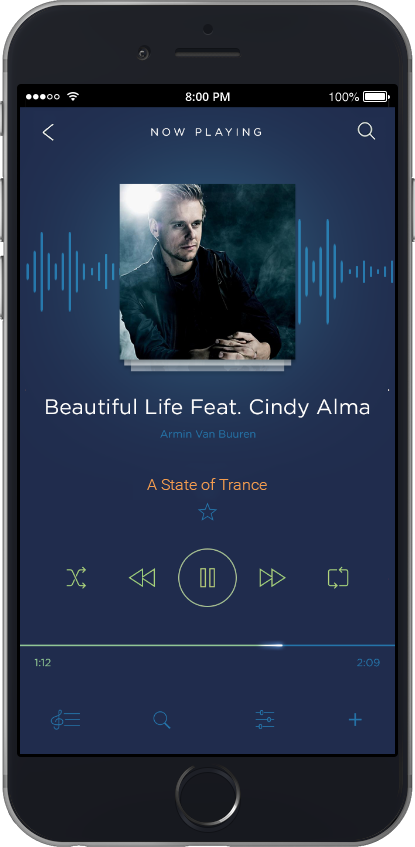 8:00 PM
100%
NOW PLAYING
Beautiful Life Feat. Cindy Alma
Armin Van Buuren
A State of Trance
1:12
2:09